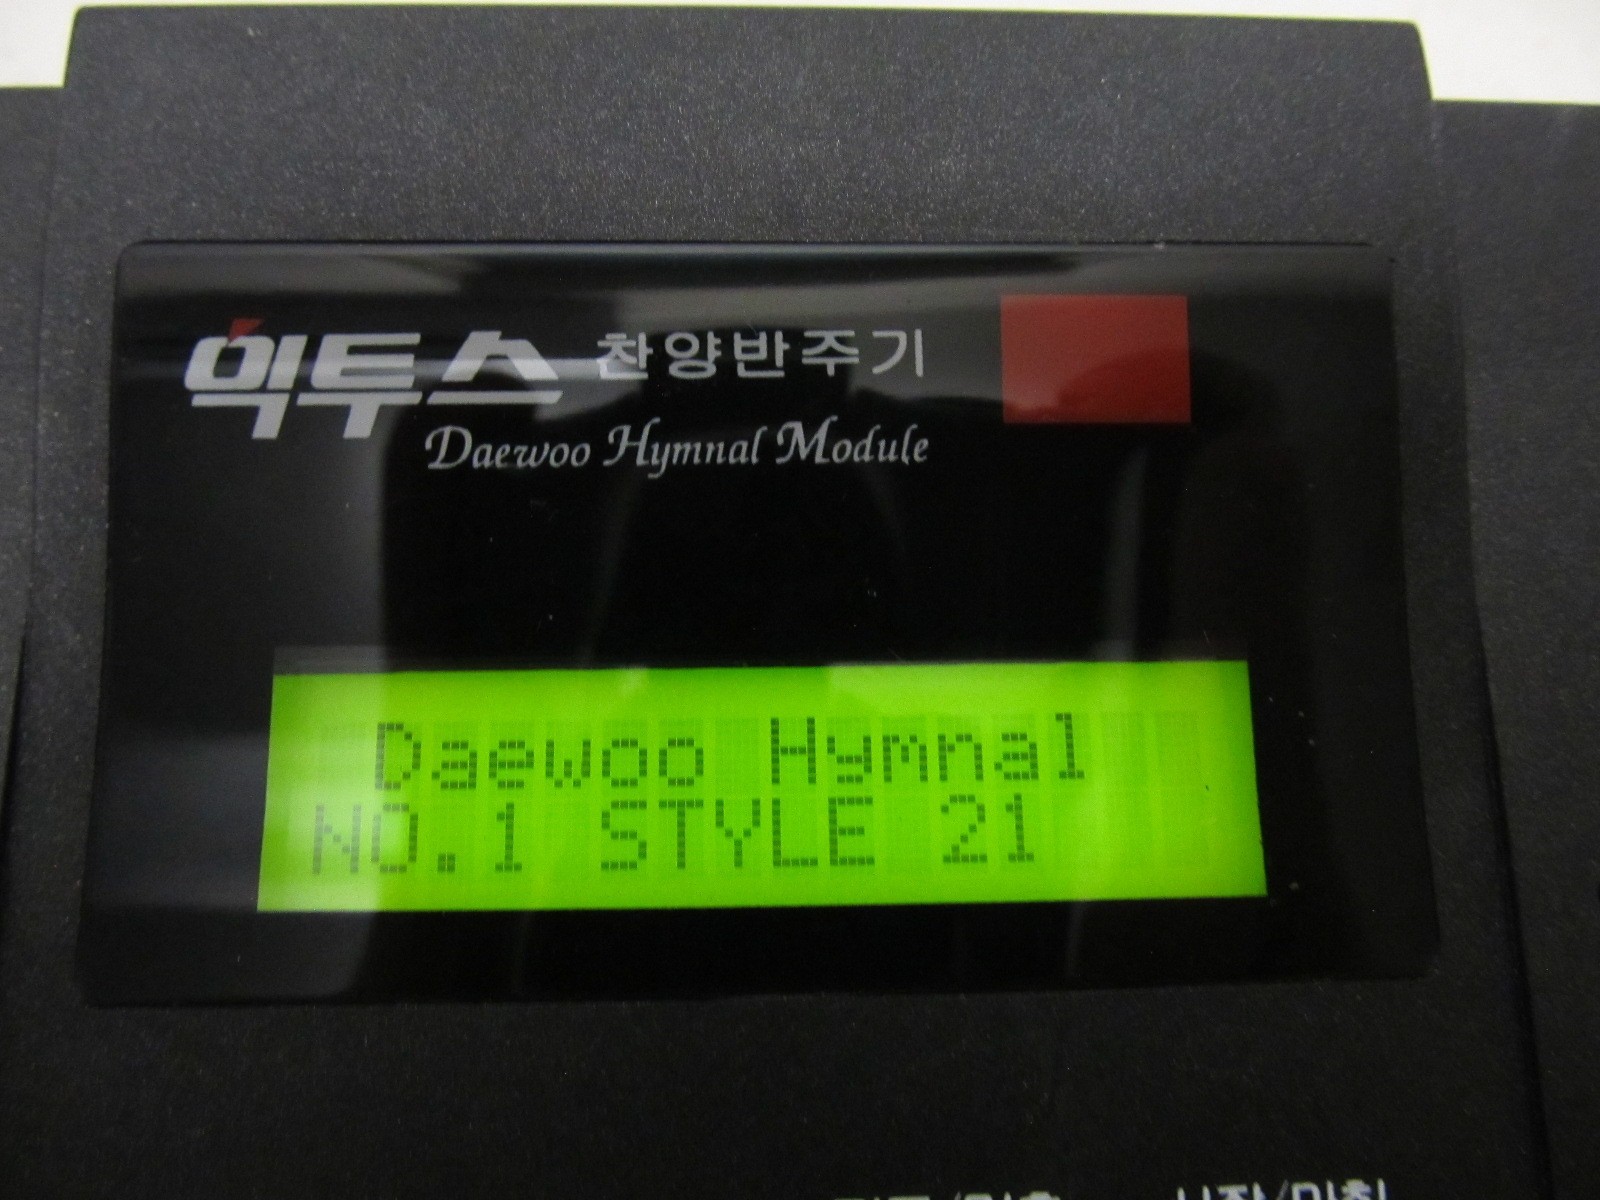 익투스 찬양반주기
Daewoo Hymnal Module
Daewoo Hymnal
NO.1 STYLE 21